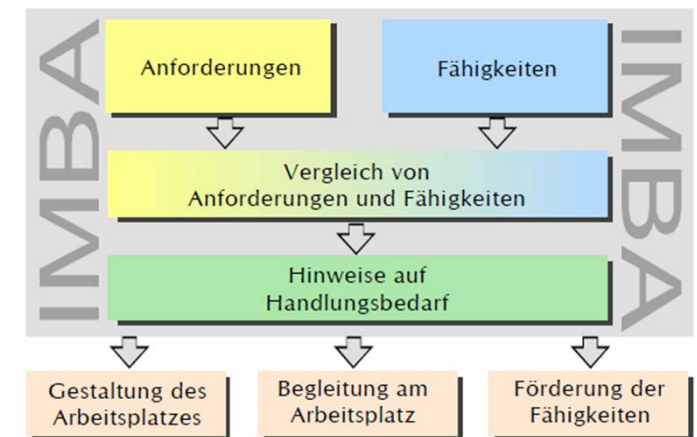 IMBA
Anforderungen
Fähigkeiten
IMBA
Vergleich von
Anforderungen und Fähigkeiten
Hinweise auf
Handlungsbedarf
Gestaltung des
Arbeitsplatzes
Begleitung am
Arbeitsplatz
Förderung der
Fähigkeiten